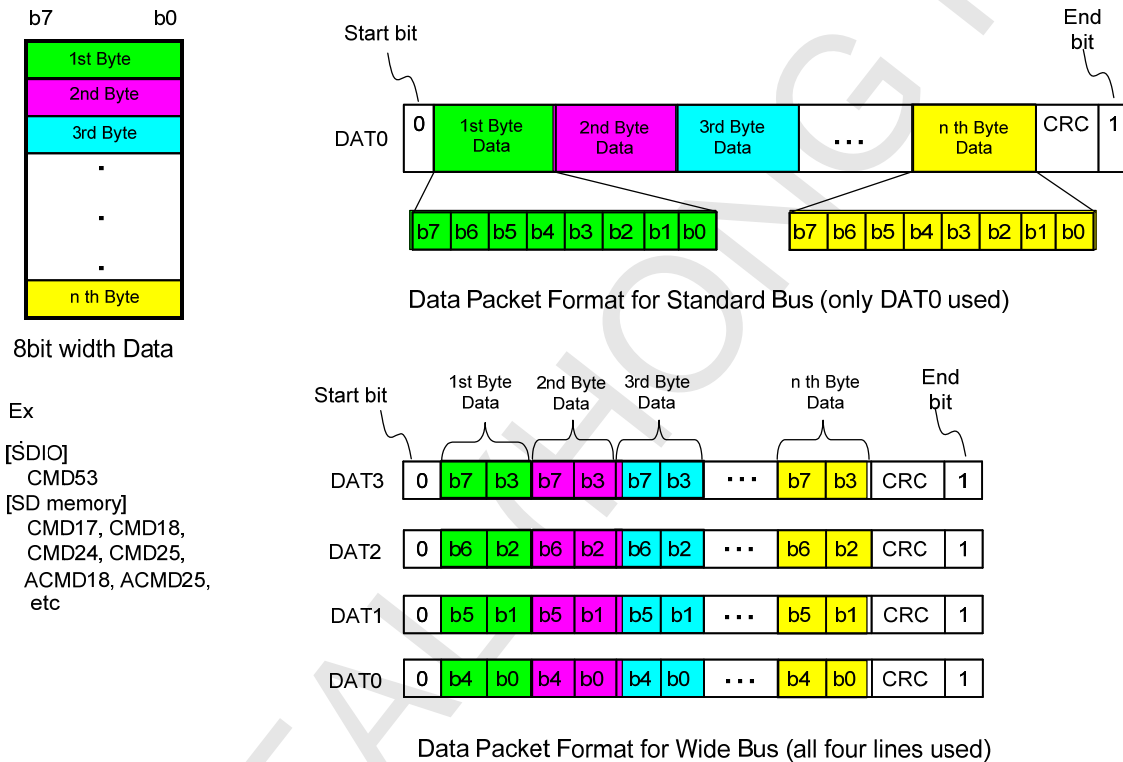 b7 b0
1st Byte
2nd Byte
3rd Byte
.
.
.
n th Byte
8bit width Data
Ex
[SDIO]
CMD53
[SD memory]
CMD17, CMD18,
CMD24, CMD25,
ACMD18, ACMD25,
etc
Start bit
End
bit
DAT0 0 1st Byte Data 2nd Byte Data 3rd Byte Data ... n th Byte Data CRC 1
b7 b6 b5 b4 b3 b2 b1 b0 b7 b6 b5 b4 b3 b2 b1 b0
Data Packet Format for Standard Bus (only DAT0 used)
Start bit
1st Byte Data
2nd Byte Data
3rd Byte Data
n th Byte Data
End
bit
DAT3 0 b7 b3 b7 b3 b7 b3 ... b7 b3 CRC 1
DAT2 0 b6 b2 b6 b2 b6 b2 ... b6 b2 CRC 1
DAT1 0 b5 b1 b5 b1 b5 b1 ... b5 b1 CRC 1
DAT0 0 b4 b0 b4 b0 b4 b0 ... b4 b0 CRC 1
Data Packet Format for Wide Bus (all four lines used)